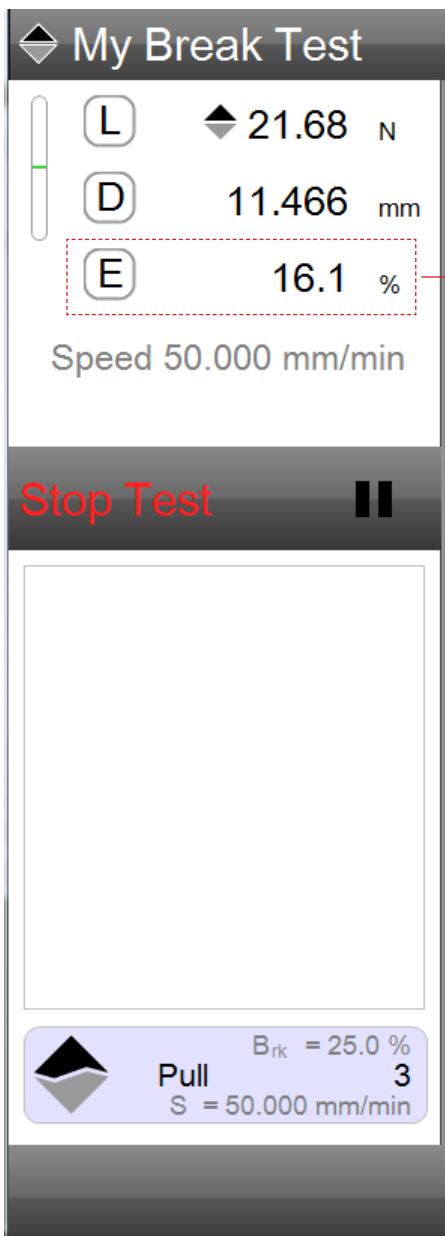 My Break Test
L 21.68 N
D 11.466 mm
E 16.1 %
Speed 50.000 mm/min
Stop Test
Brk = 25.0 %
Pull 3
S = 50.000 mm/min